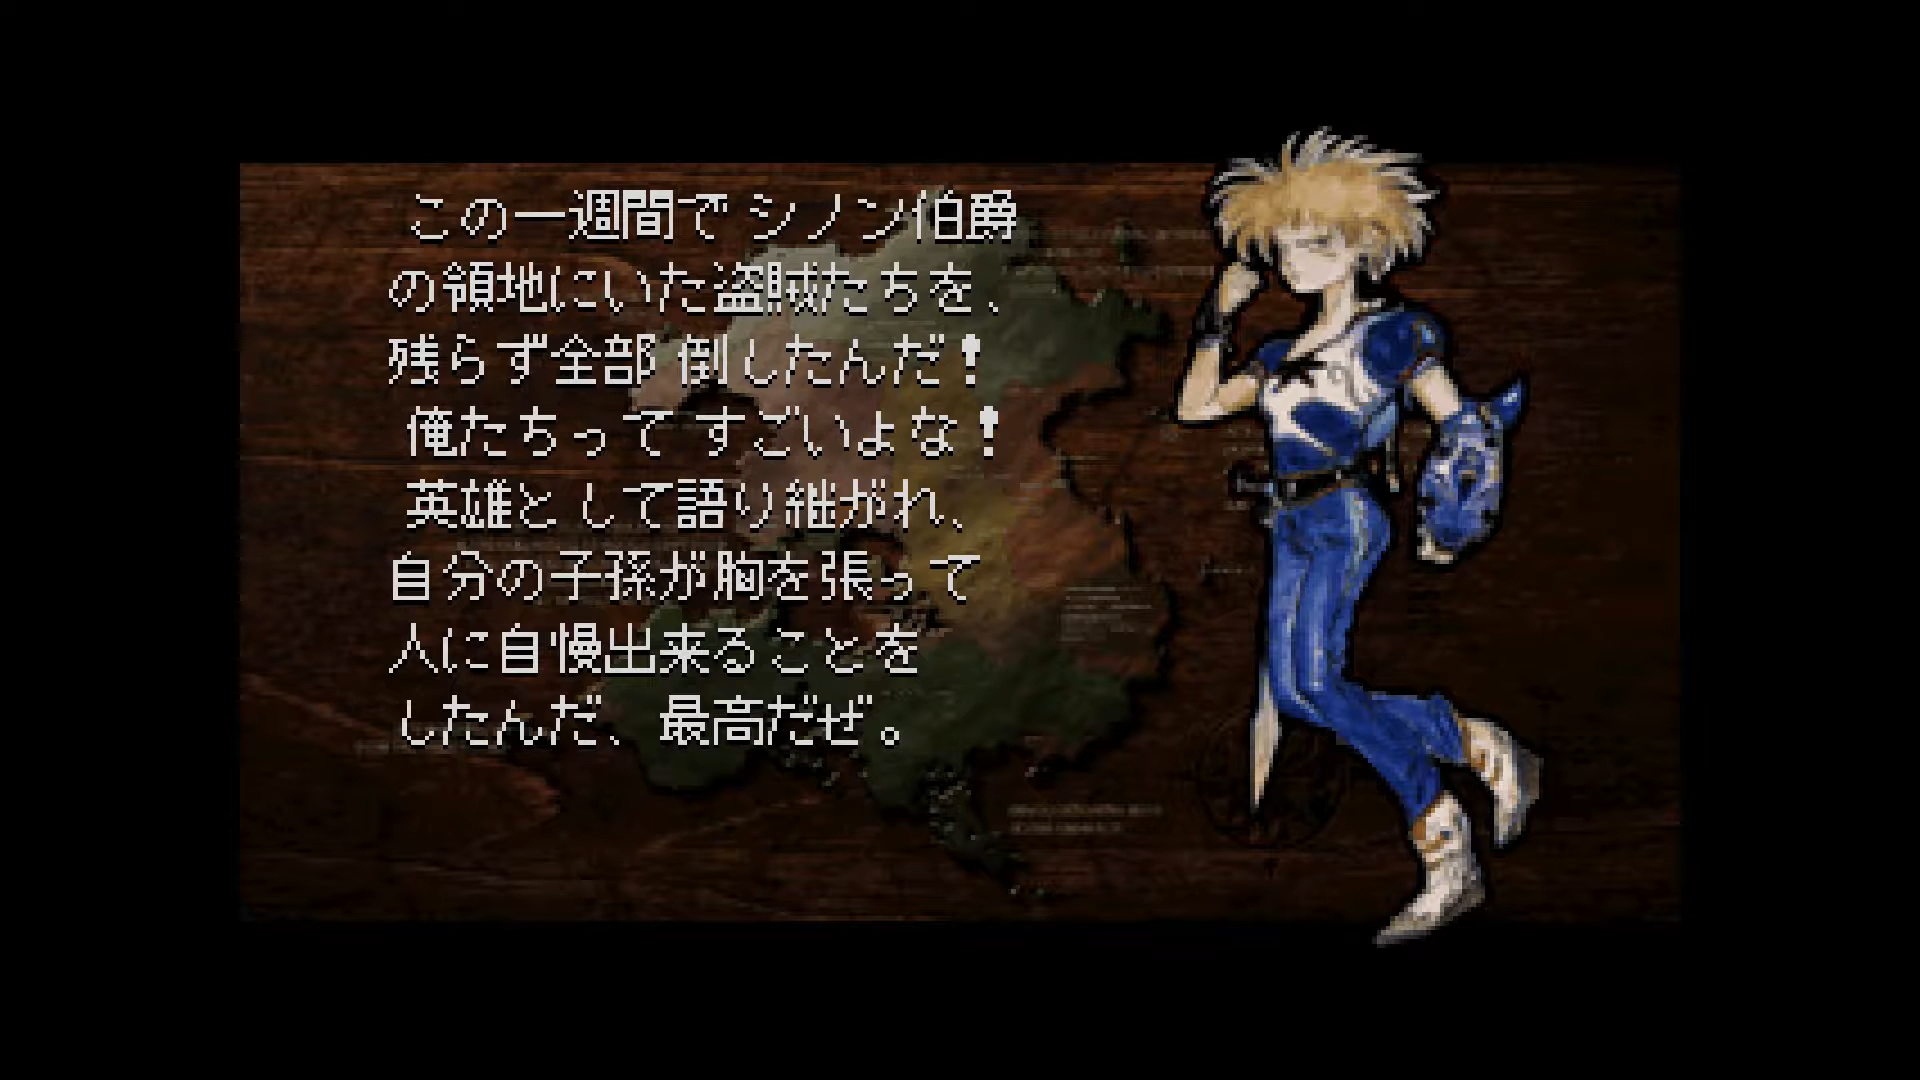 この一週間で シノン伯爵
の領地にいた盗賊たちを、
残らず全部 倒したんだ!
俺たちって すごいよな!
英雄と して語り継がれ、
自分の子孫が胸を張って
人に自慢出来ることを
したんだ、最高だぜ。